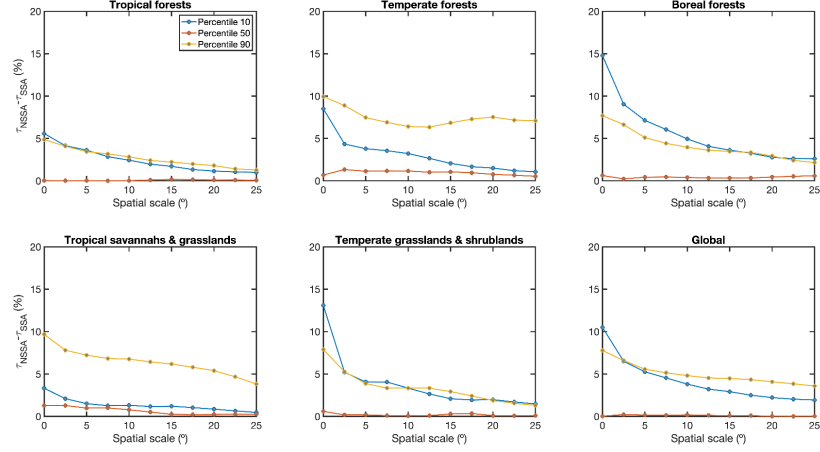 Tropical forests
Temperate forests
Boreal forests
Percentile 10
Percentile 50
Percentile 90
τNSSA-τSSA (%)
20
15
10
5
0
0 5 10 15 20 25
Spatial scale (º)
20
15
10
5
0
0 5 10 15 20 25
Spatial scale (º)
20
15
10
5
0
0 5 10 15 20 25
Spatial scale (º)
Tropical savannahs & grasslands
Temperate grasslands & shrublands
Global
τNSSA-τSSA (%)
20
15
10
5
0
0 5 10 15 20 25
Spatial scale (º)
20
15
10
5
0
0 5 10 15 20 25
Spatial scale (º)
20
15
10
5
0
0 5 10 15 20 25
Spatial scale (º)